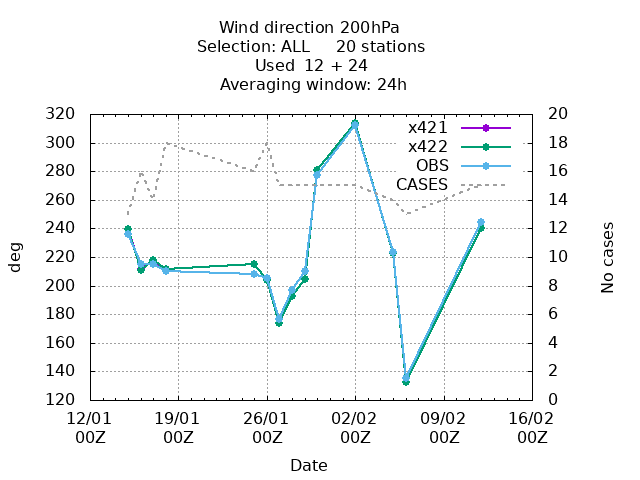 Wind direction 200hPa
Selection: ALL 20 stations
Used 12 + 24
Averaging window: 24h
320 20
300 18
280 16
260 14
240 12
220 10
200 8
180 6
160 4
140 2
120 0
x421
x422
OBS
CASES
deg
No cases
12/01 19/01 26/01 02/02 09/02 16/02
00Z 00Z 00Z 00Z 00Z 00Z
Date